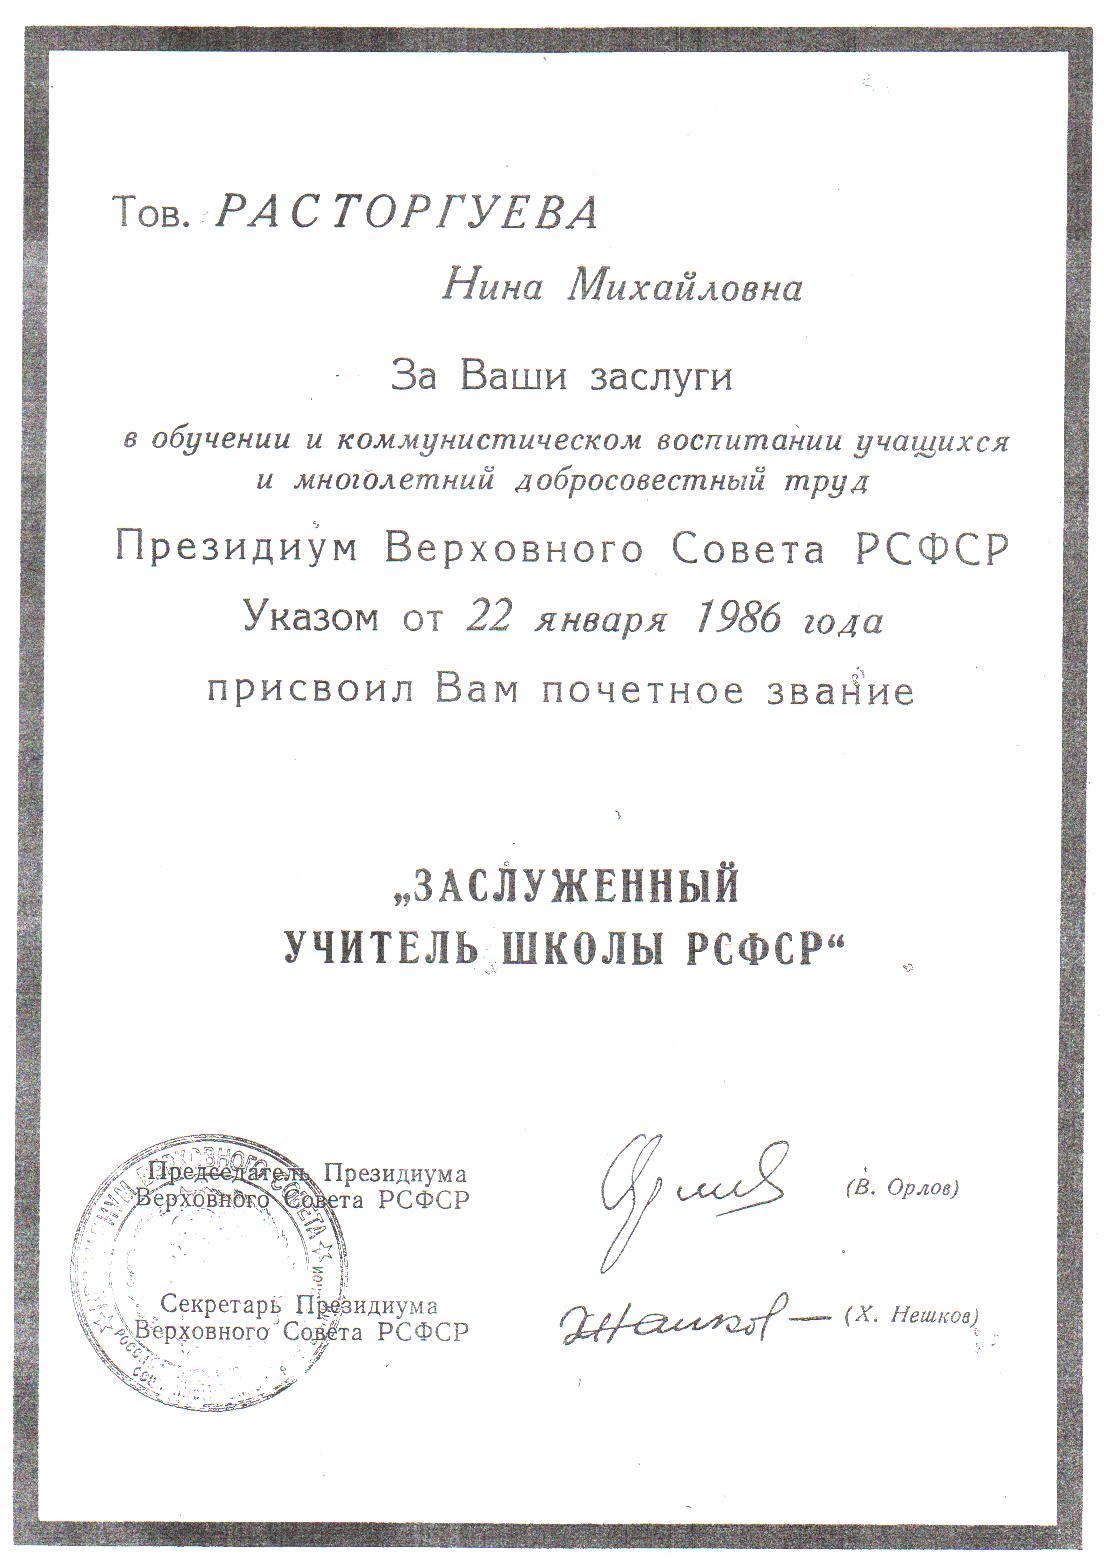 Тов. РАСТОРГУЕВА
Нина Михайловна
За Ваши заслуги
в обучении и коммунистическом воспитании учащихся
и многолетний добросовестный труд
Президиум Верховного Совета РСФСР
Указом от 22 января 1986 года
присвоил Вам почетное звание
„ЗАСЛУЖЕННЫЙ
УЧИТЕЛЬ ШКОЛЫ РСФСР“
Председатель Президиума
Верховного Совета РСФСР
(В. Орлов)
Секретарь Президиума
Верховного Совета РСФСР
(Х. Нешков)
ВЕРХОВНОГО СОВЕТА